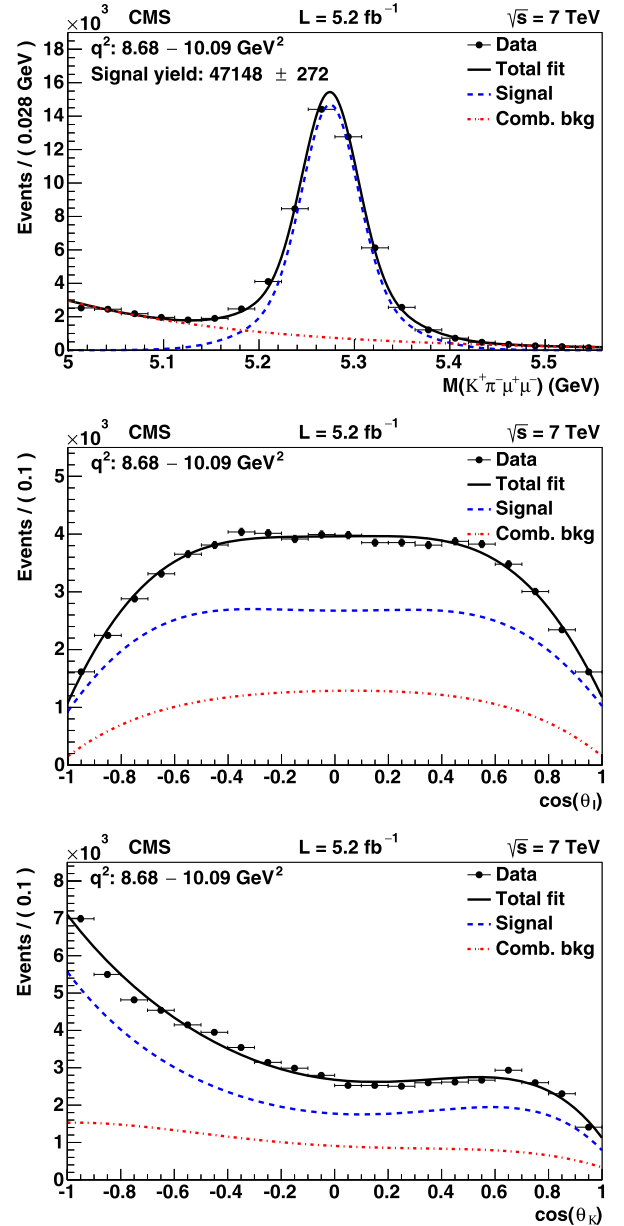 ×10³ CMS L = 5.2 fb⁻¹ √s = 7 TeV
q²: 8.68 − 10.09 GeV²
Signal yield: 47148 ± 272
Data
Total fit
Signal
Comb. bkg
Events / ( 0.028 GeV )
18
16
14
12
10
8
6
4
2
0
5 5.1 5.2 5.3 5.4 5.5
M(K⁺π⁻μ⁺μ⁻) (GeV)
×10³ CMS L = 5.2 fb⁻¹ √s = 7 TeV
q²: 8.68 − 10.09 GeV²
Data
Total fit
Signal
Comb. bkg
Events / ( 0.1 )
5
4
3
2
1
0
-1 -0.8 -0.6 -0.4 -0.2 0 0.2 0.4 0.6 0.8 1
cos(θₗ)
×10³ CMS L = 5.2 fb⁻¹ √s = 7 TeV
q²: 8.68 − 10.09 GeV²
Data
Total fit
Signal
Comb. bkg
Events / ( 0.1 )
8
7
6
5
4
3
2
1
0
-1 -0.8 -0.6 -0.4 -0.2 0 0.2 0.4 0.6 0.8 1
cos(θ_K)